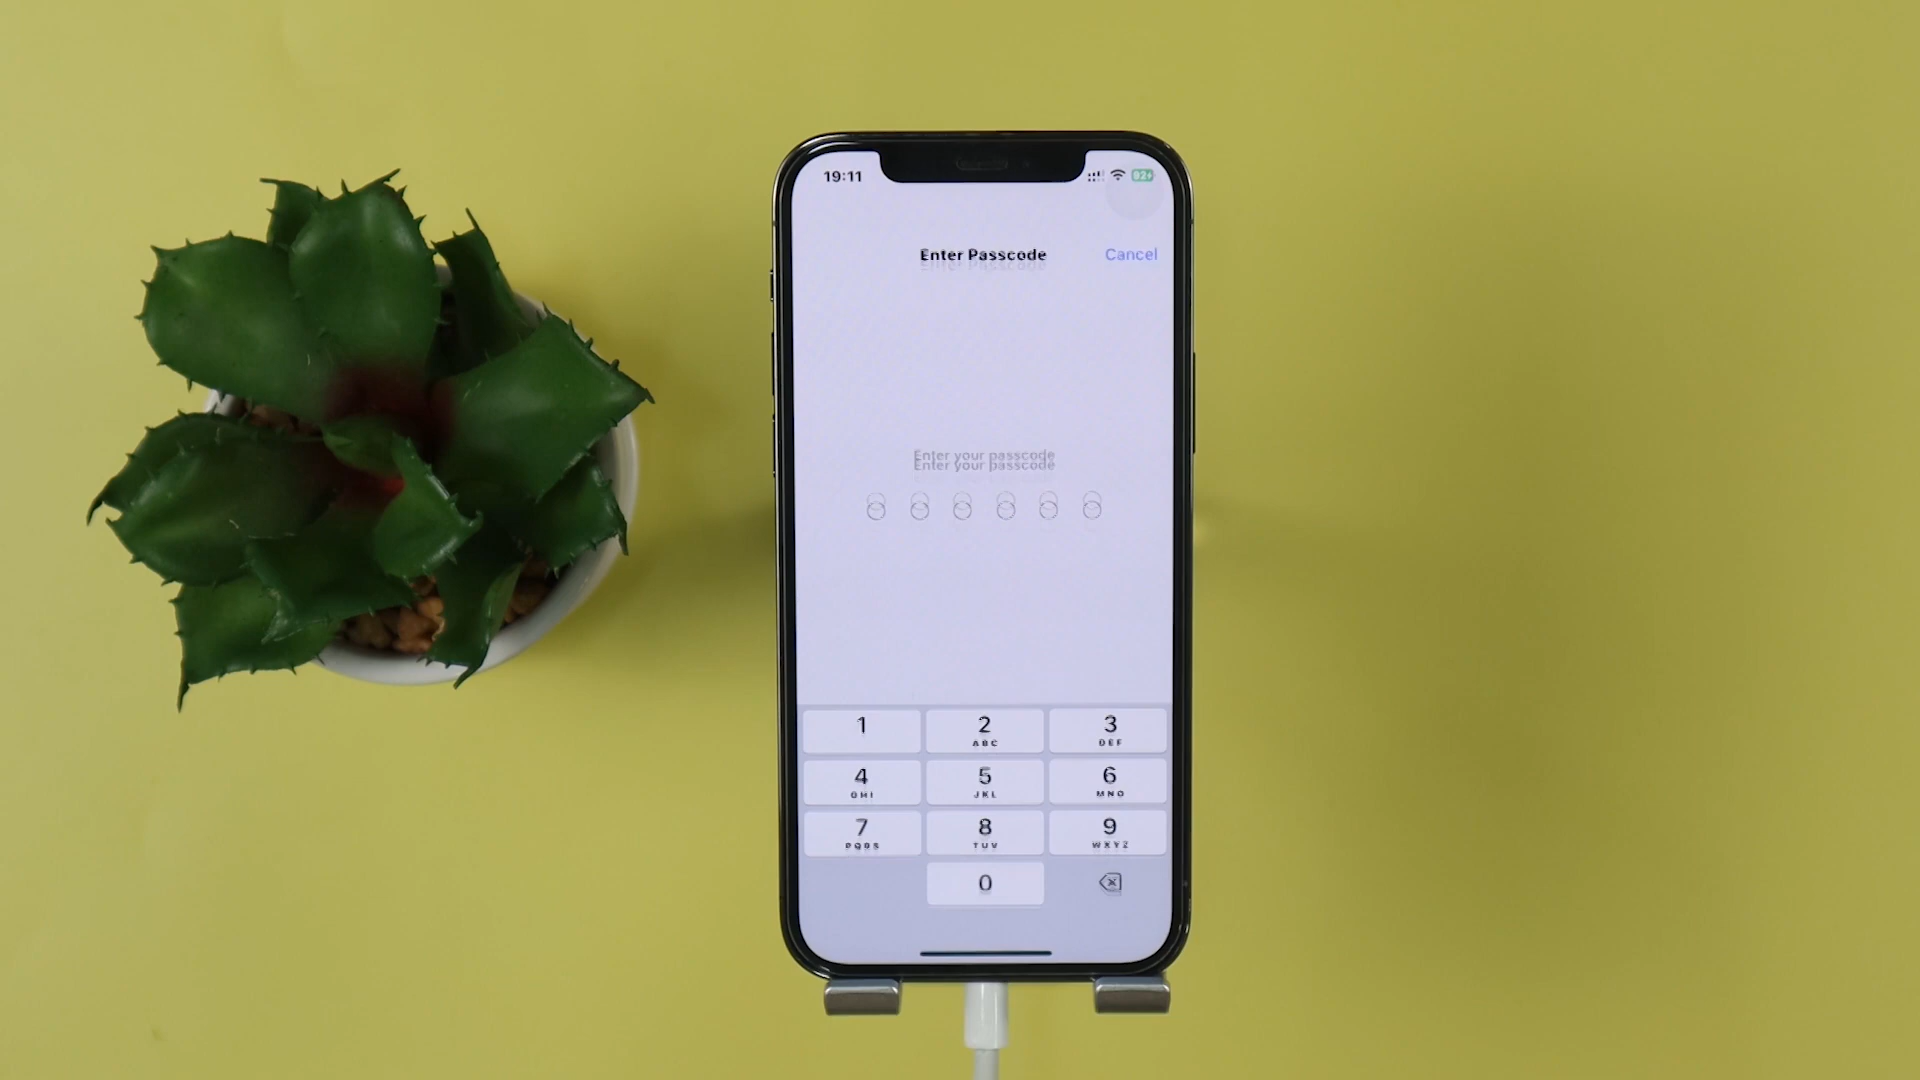 19:11
92
Enter Passcode
Cancel
Enter your passcode
1
2
ABC
3
DEF
4
GHI
5
JKL
6
MNO
7
PQRS
8
TUV
9
WXYZ
0